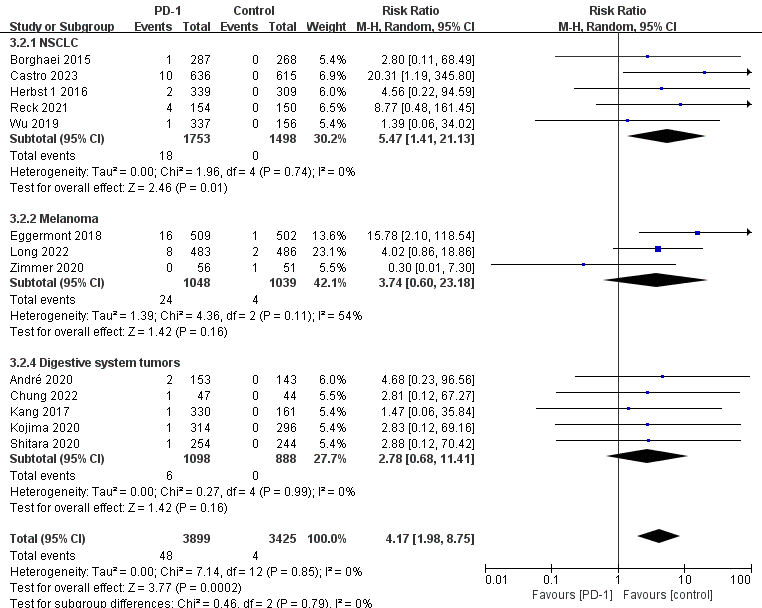 PD-1 Control Risk Ratio Risk Ratio
Study or Subgroup Events Total Events Total Weight M-H, Random, 95% CI M-H, Random, 95% CI
3.2.1 NSCLC
Borghaei 2015 1 287 0 268 5.4% 2.80 [0.11, 68.49]
Castro 2023 10 636 0 615 6.9% 20.31 [1.19, 345.80]
Herbst 1 2016 2 339 0 309 6.0% 4.56 [0.22, 94.59]
Reck 2021 4 154 0 150 6.5% 8.77 [0.48, 161.45]
Wu 2019 1 337 0 156 5.4% 1.39 [0.06, 34.02]
Subtotal (95% CI) 1753 1498 30.2% 5.47 [1.41, 21.13]
Total events 18 0
Heterogeneity: Tau² = 0.00; Chi² = 1.96, df = 4 (P = 0.74); I² = 0%
Test for overall effect: Z = 2.46 (P = 0.01)
3.2.2 Melanoma
Eggermont 2018 16 509 1 502 13.6% 15.78 [2.10, 118.54]
Long 2022 8 483 2 486 23.1% 4.02 [0.86, 18.86]
Zimmer 2020 0 56 1 51 5.5% 0.30 [0.01, 7.30]
Subtotal (95% CI) 1048 1039 42.1% 3.74 [0.60, 23.18]
Total events 24 4
Heterogeneity: Tau² = 1.39; Chi² = 4.36, df = 2 (P = 0.11); I² = 54%
Test for overall effect: Z = 1.42 (P = 0.16)
3.2.4 Digestive system tumors
André 2020 2 153 0 143 6.0% 4.68 [0.23, 96.56]
Chung 2022 1 47 0 44 5.5% 2.81 [0.12, 67.27]
Kang 2017 1 330 0 161 5.4% 1.47 [0.06, 35.84]
Kojima 2020 1 314 0 296 5.4% 2.83 [0.12, 69.16]
Shitara 2020 1 254 0 244 5.4% 2.88 [0.12, 70.42]
Subtotal (95% CI) 1098 888 27.7% 2.78 [0.68, 11.41]
Total events 6 0
Heterogeneity: Tau² = 0.00; Chi² = 0.27, df = 4 (P = 0.99); I² = 0%
Test for overall effect: Z = 1.42 (P = 0.16)
Total (95% CI) 3899 3425 100.0% 4.17 [1.98, 8.75]
Total events 48 4
Heterogeneity: Tau² = 0.00; Chi² = 7.14, df = 12 (P = 0.85); I² = 0%
Test for overall effect: Z = 3.77 (P = 0.0002)
Test for subgroup differences: Chi² = 0.46, df = 2 (P = 0.79), I² = 0%
0.01 0.1 1 10 100
Favours [PD-1] Favours [control]